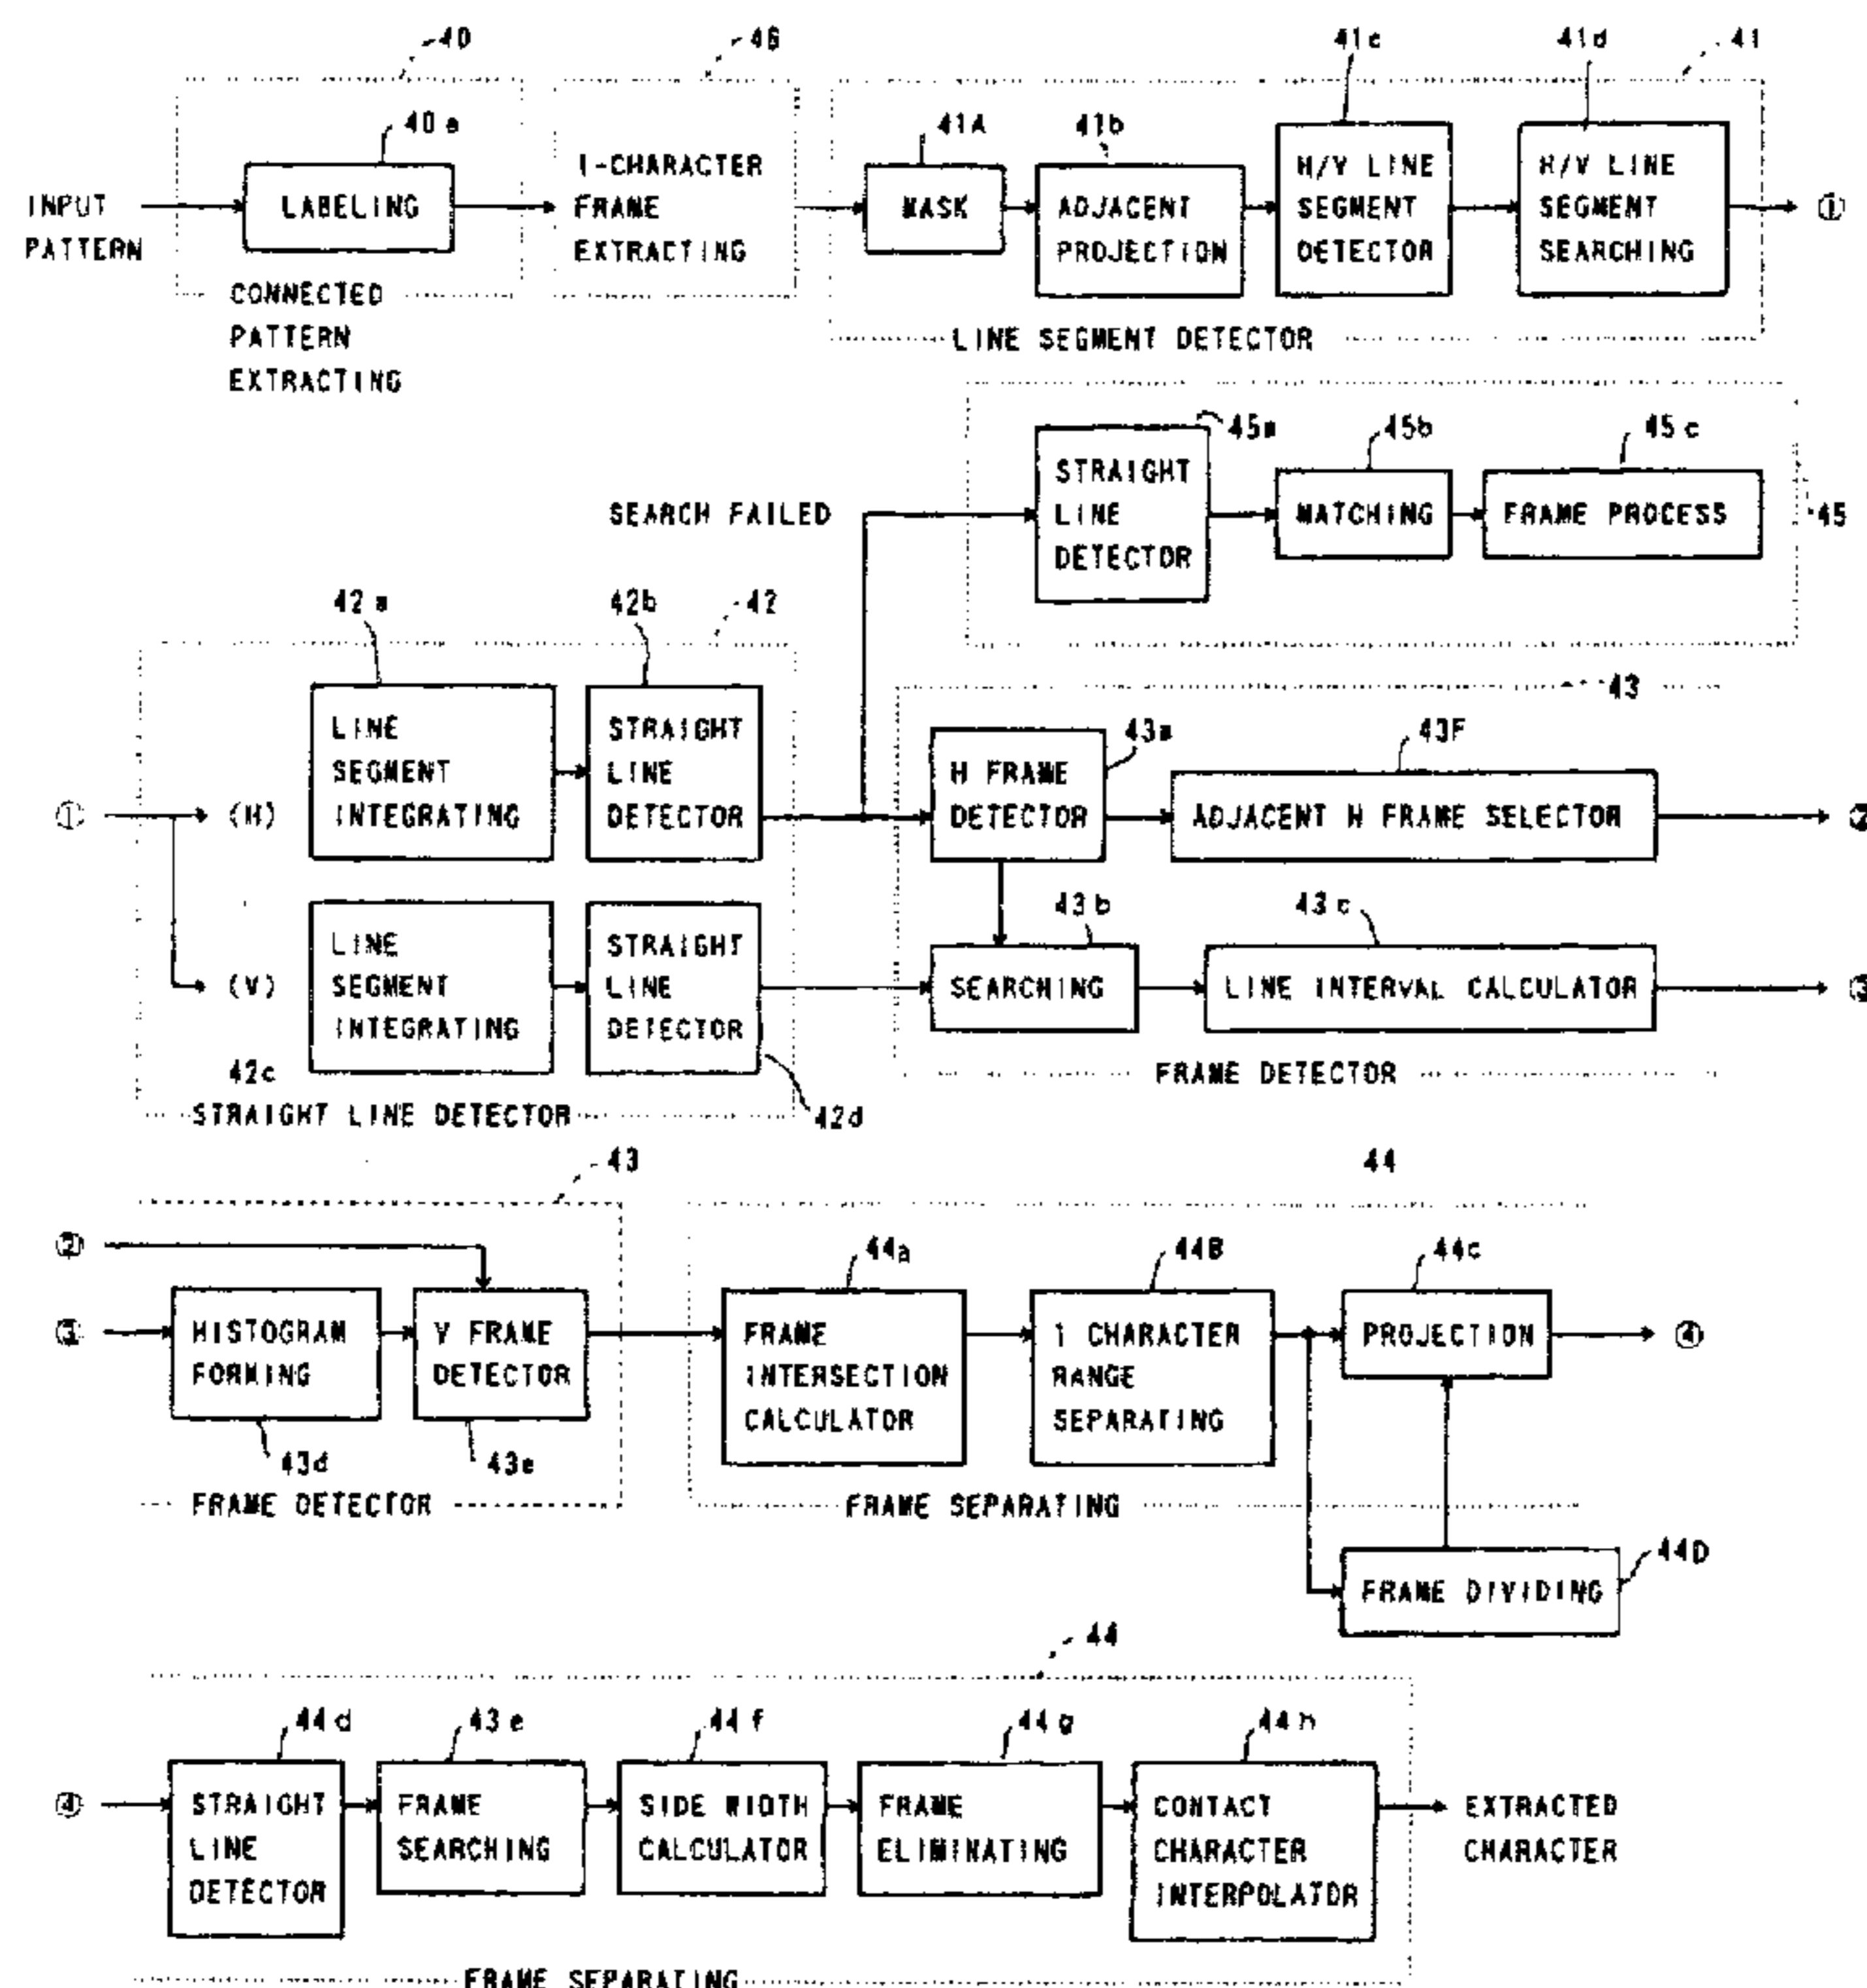 40
46
41c
41d
41
40a
41A
41b
INPUT
PATTERN
LABELING
1-CHARACTER
FRAME
EXTRACTING
MASK
ADJACENT
PROJECTION
H/V LINE
SEGMENT
DETECTOR
H/V LINE
SEGMENT
SEARCHING
①
CONNECTED
PATTERN
EXTRACTING
LINE SEGMENT DETECTOR
45a
45b
45c
SEARCH FAILED
STRAIGHT
LINE
DETECTOR
MATCHING
FRAME PROCESS
45
42a
42b
42
43
LINE
SEGMENT
INTEGRATING
STRAIGHT
LINE
DETECTOR
43a
43F
①
(H)
H FRAME
DETECTOR
ADJACENT H FRAME SELECTOR
②
43b
43c
(V)
LINE
SEGMENT
INTEGRATING
STRAIGHT
LINE
DETECTOR
SEARCHING
LINE INTERVAL CALCULATOR
③
42c
FRAME DETECTOR
STRAIGHT LINE DETECTOR
42d
43
44
②
44a
44B
44c
③
HISTOGRAM
FORMING
V FRAME
DETECTOR
FRAME
INTERSECTION
CALCULATOR
1 CHARACTER
RANGE
SEPARATING
PROJECTION
④
43d
43e
FRAME DETECTOR
FRAME SEPARATING
44D
FRAME DIVIDING
44
44d
43e
44f
44g
44h
④
STRAIGHT
LINE
DETECTOR
FRAME
SEARCHING
SIDE WIDTH
CALCULATOR
FRAME
ELIMINATING
CONTACT
CHARACTER
INTERPOLATOR
EXTRACTED
CHARACTER
FRAME SEPARATING